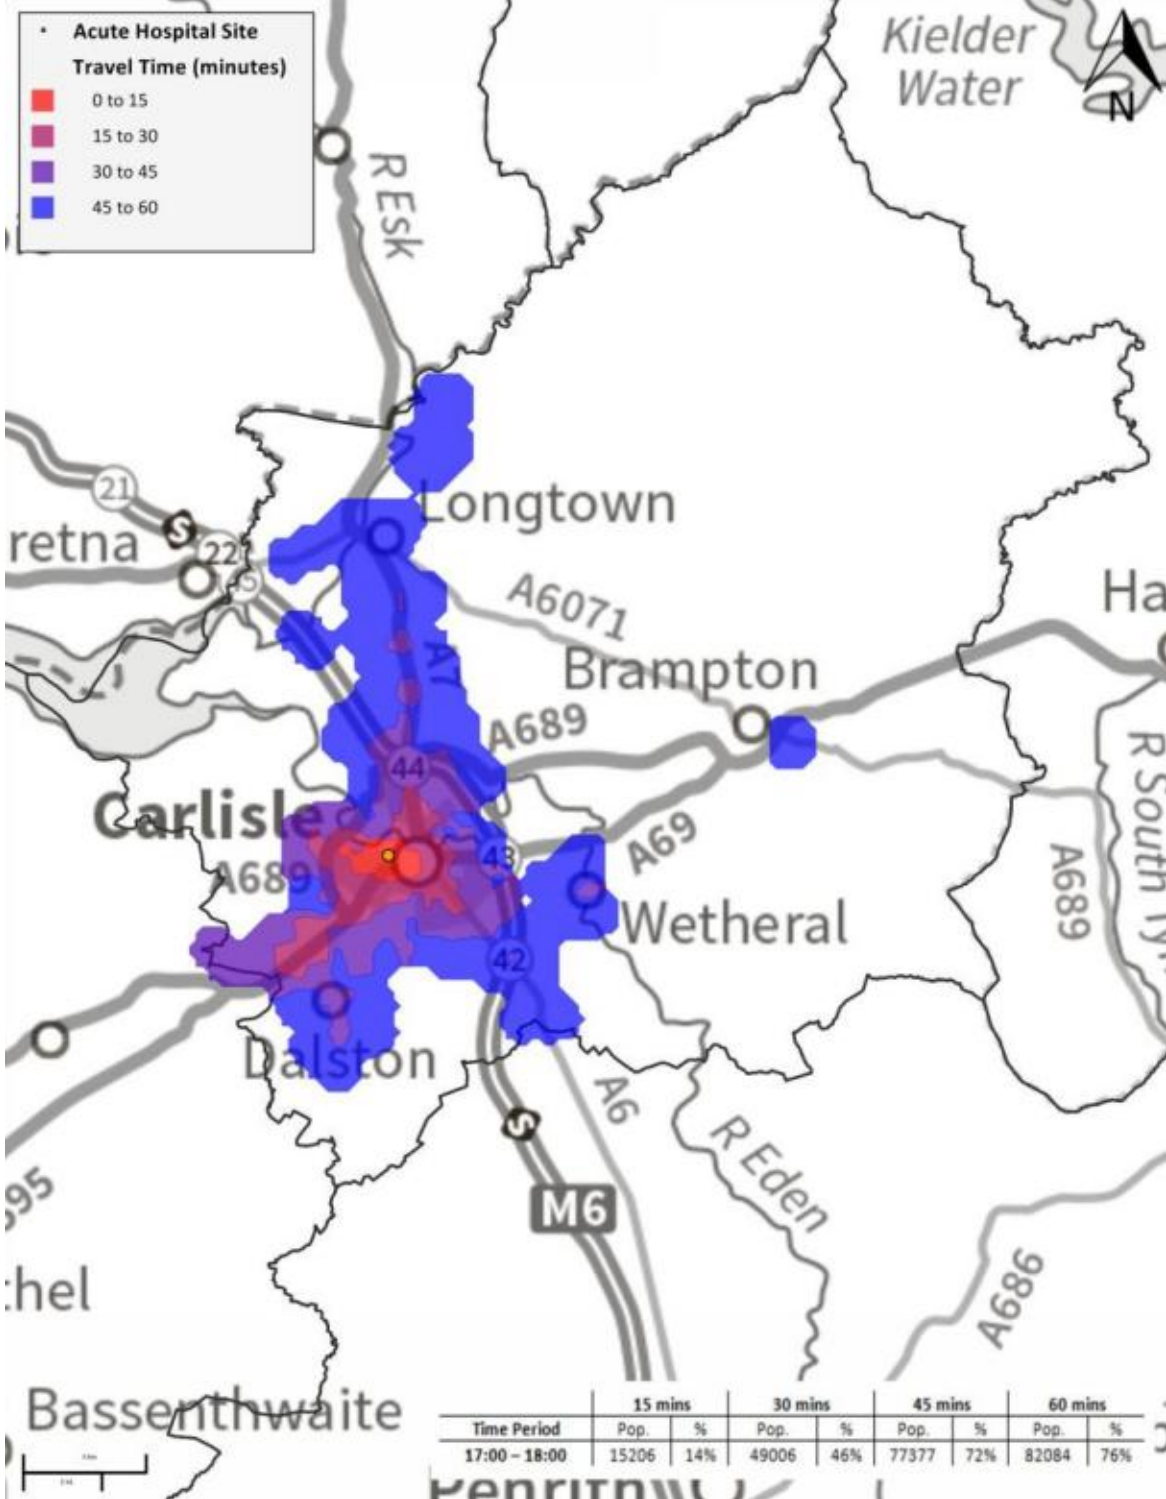 Acute Hospital Site
Travel Time (minutes)
0 to 15
15 to 30
30 to 45
45 to 60
Kielder
Water
N
R Esk
21
S
Longtown
retna
22
45
A6071
Ha
Brampton
A7
A689
44
Carlisle
A69
R South Ty
43
7
A689
A689
Wetheral
42
Dalston
A6
S
R Eden
M6
595
thel
A686
Bassenthwaite
15 mins 30 mins 45 mins 60 mins
Time Period Pop. % Pop. % Pop. % Pop. %
17:00 – 18:00 15206 14% 49006 46% 77377 72% 82084 76%
Penrith